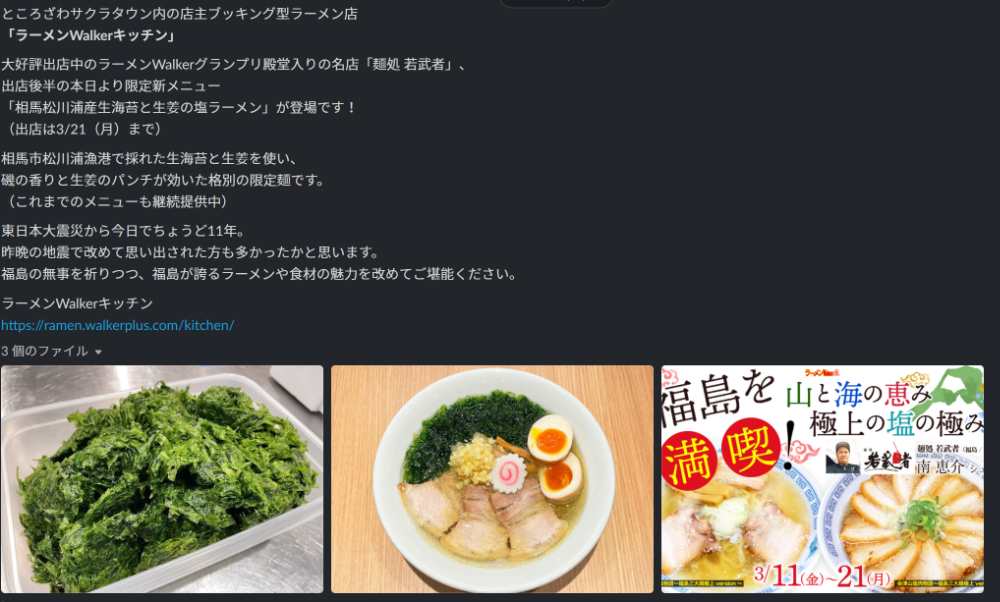 ところざわサクラタウン内の店主ブッキング型ラーメン店
「ラーメンWalkerキッチン」
大好評出店中のラーメンWalkerグランプリ殿堂入りの名店「麺処 若武者」、
出店後半の本日より限定新メニュー
「相馬松川浦産生海苔と生姜の塩ラーメン」が登場です！
（出店は3/21（月）まで）
相馬市松川浦漁港で採れた生海苔と生姜を使い、
磯の香りと生姜のパンチが効いた格別の限定麺です。
（これまでのメニューも継続提供中）
東日本大震災から今日でちょうど11年。
昨晩の地震で改めて思い出された方も多かったかと思います。
福島の無事を祈りつつ、福島が誇るラーメンや食材の魅力を改めてご堪能ください。
ラーメンWalkerキッチン
https://ramen.walkerplus.com/kitchen/
3 個のファイル
福島を
満喫！
山と海の恵み
極上の塩の極み
麺処 若武者（福島
若武者
南 恵介
3/11(金)～21(月)